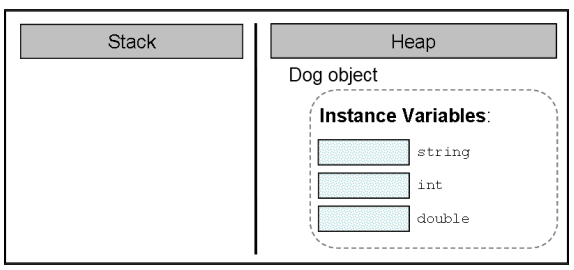 Stack
Heap
Dog object
Instance Variables:
string
int
double